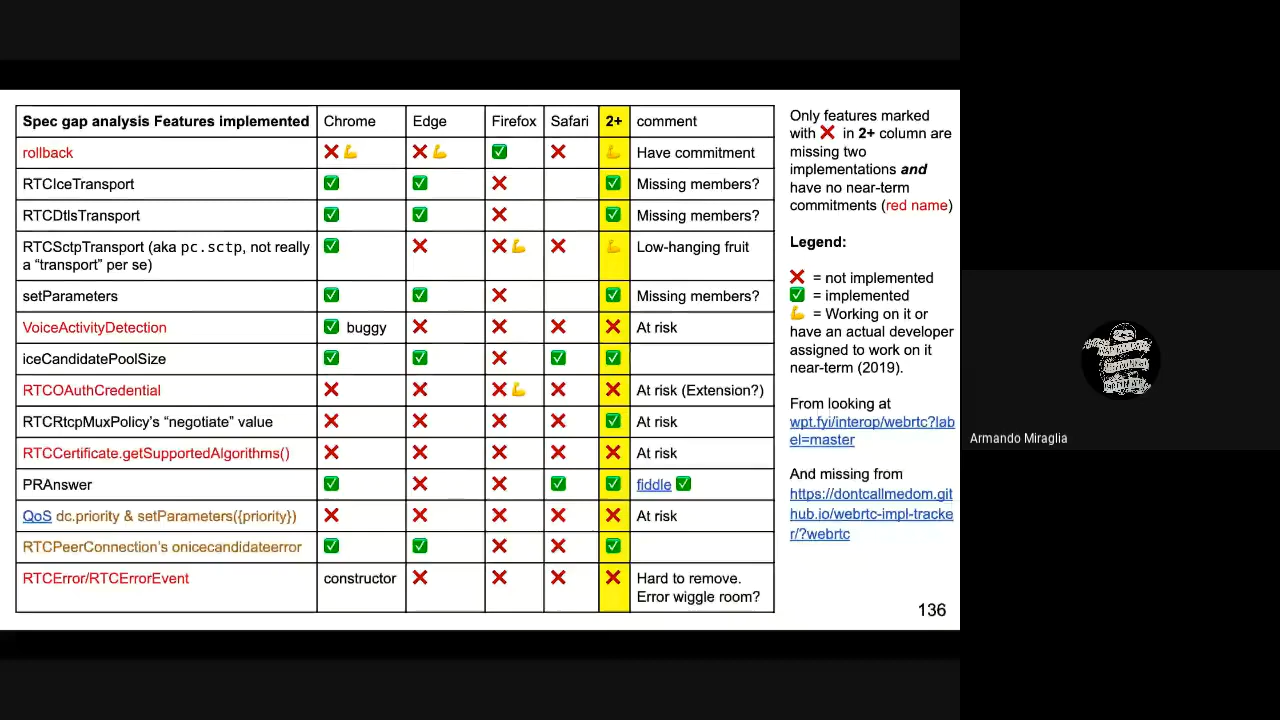 Spec gap analysis Features implemented Chrome Edge Firefox Safari 2+ comment
rollback ❌💪 ❌💪 ✅ ❌ 💪 Have commitment
RTCIceTransport ✅ ✅ ❌ ✅ Missing members?
RTCDtlsTransport ✅ ✅ ❌ ✅ Missing members?
RTCSctpTransport (aka pc.sctp, not really ✅ ❌ ❌💪 ❌ 💪 Low-hanging fruit
a “transport” per se)
setParameters ✅ ✅ ❌ ✅ Missing members?
VoiceActivityDetection ✅ buggy ❌ ❌ ❌ ❌ At risk
iceCandidatePoolSize ✅ ✅ ❌ ✅ ✅
RTCOAuthCredential ❌ ❌ ❌💪 ❌ ❌ At risk (Extension?)
RTCRtcpMuxPolicy’s “negotiate” value ❌ ❌ ❌ ❌ ✅ At risk
RTCCertificate.getSupportedAlgorithms() ❌ ❌ ❌ ❌ ❌ At risk
PRAnswer ✅ ❌ ❌ ✅ ✅ fiddle ✅
QoS dc.priority & setParameters({priority}) ❌ ❌ ❌ ❌ ❌ At risk
RTCPeerConnection’s onicecandidateerror ✅ ✅ ❌ ❌ ✅
RTCError/RTCErrorEvent constructor ❌ ❌ ❌ ❌ Hard to remove.
Error wiggle room?
Only features marked
with ❌ in 2+ column are
missing two
implementations and
have no near-term
commitments (red name)
Legend:
❌ = not implemented
✅ = implemented
💪 = Working on it or
have an actual developer
assigned to work on it
near-term (2019).
From looking at
wpt.fyi/interop/webrtc?lab
el=master
And missing from
https://dontcallmedom.git
hub.io/webrtc-impl-tracke
r/?webrtc
136
Armando Miraglia